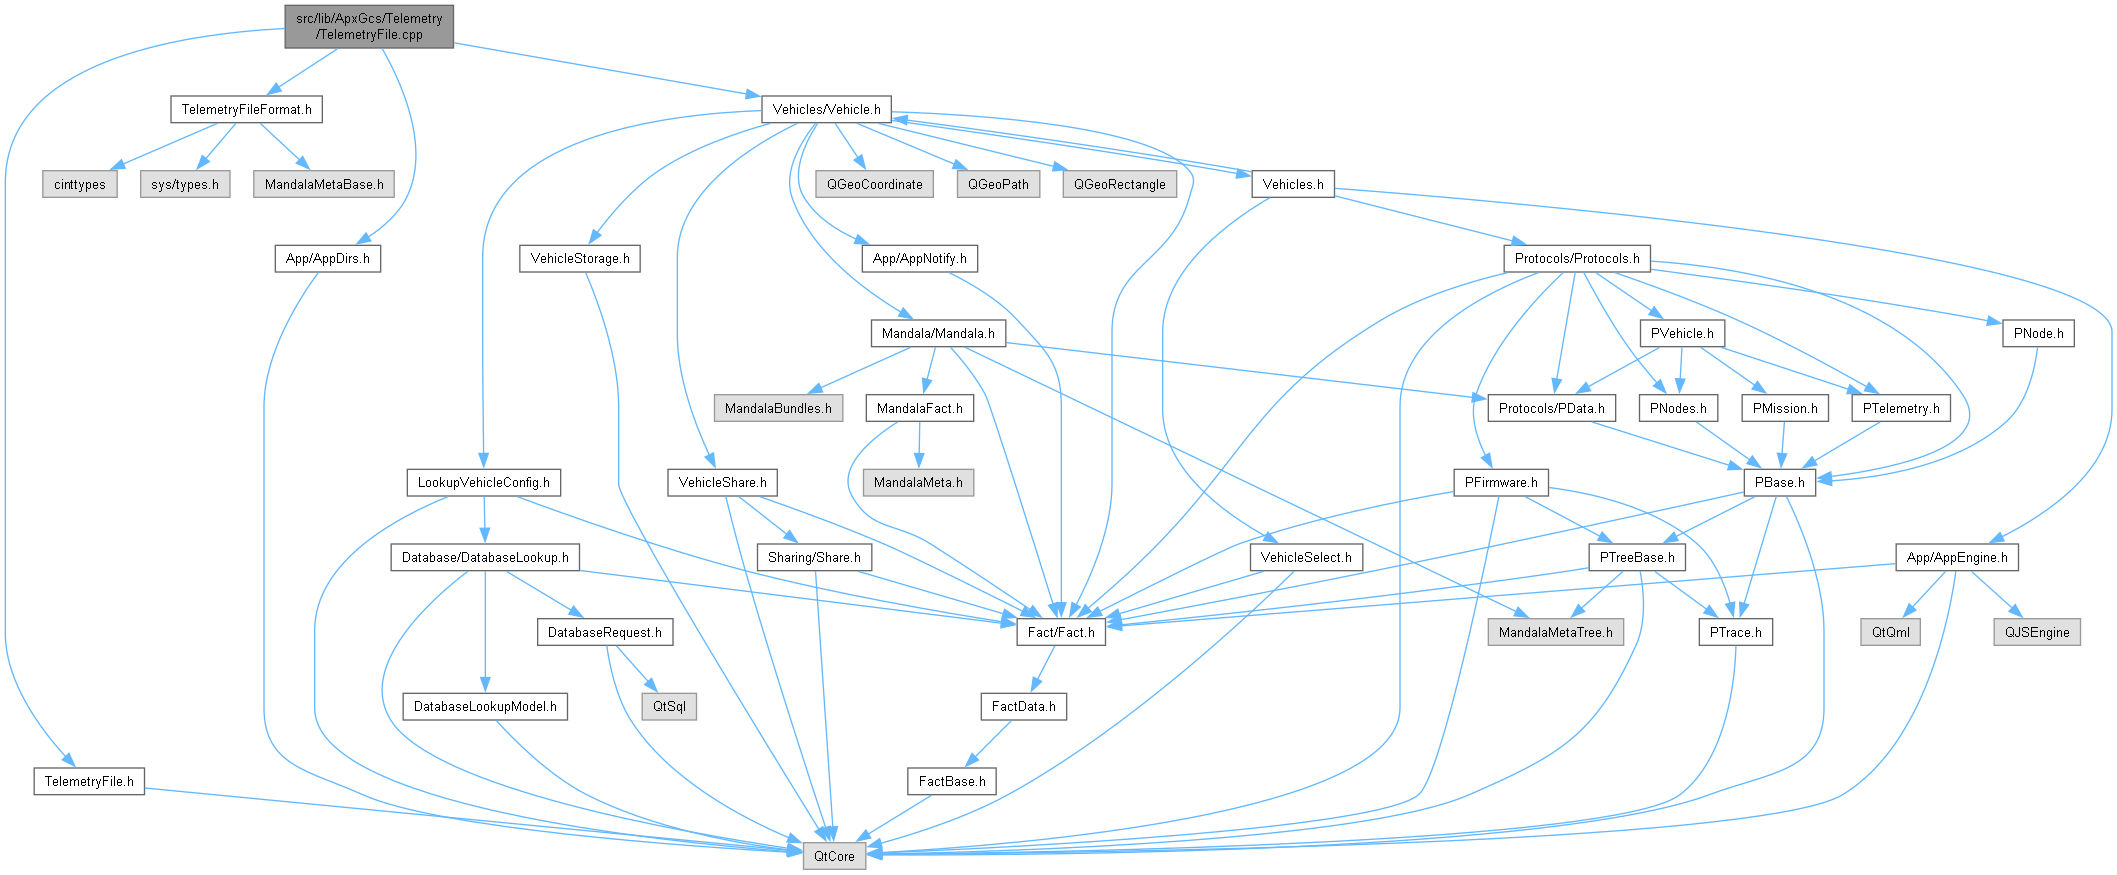 src/lib/ApxGcs/Telemetry
/TelemetryFile.cpp
TelemetryFileFormat.h
Vehicles/Vehicle.h
cinttypes
sys/types.h
MandalaMetaBase.h
QGeoCoordinate
QGeoPath
QGeoRectangle
Vehicles.h
App/AppDirs.h
VehicleStorage.h
App/AppNotify.h
Protocols/Protocols.h
Mandala/Mandala.h
PVehicle.h
PNode.h
MandalaBundles.h
MandalaFact.h
Protocols/PData.h
PNodes.h
PMission.h
PTelemetry.h
LookupVehicleConfig.h
VehicleShare.h
MandalaMeta.h
PFirmware.h
PBase.h
Database/DatabaseLookup.h
Sharing/Share.h
VehicleSelect.h
PTreeBase.h
App/AppEngine.h
DatabaseRequest.h
Fact/Fact.h
MandalaMetaTree.h
PTrace.h
QtQml
QJSEngine
DatabaseLookupModel.h
QtSql
FactData.h
TelemetryFile.h
FactBase.h
QtCore